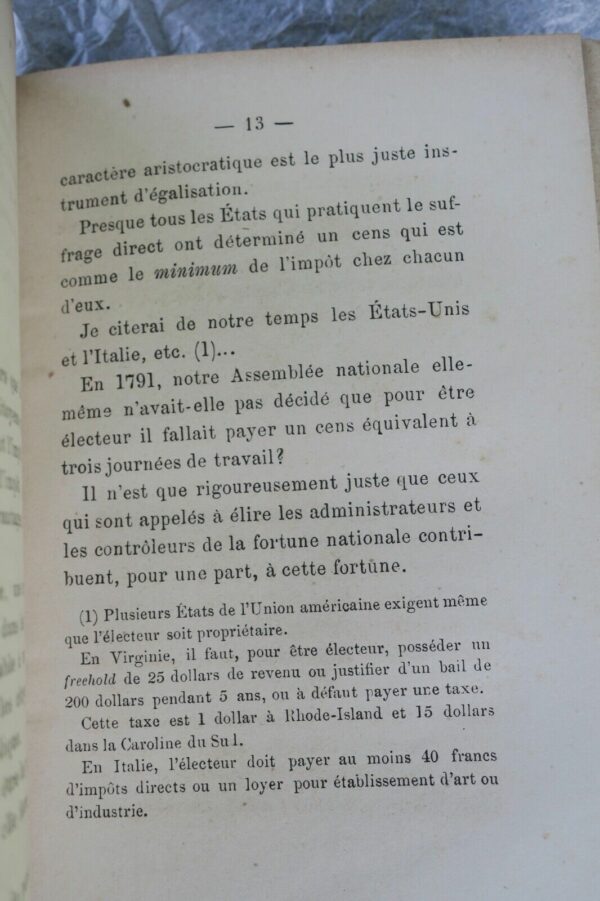 — 13 —
caractère aristocratique est le plus juste ins-
trument d'égalisation.
Presque tous les États qui pratiquent le suf-
frage direct ont déterminé un cens qui est
comme le minimum de l'impôt chez chacun
d'eux.
Je citerai de notre temps les États-Unis
et l'Italie, etc. (1)...
En 1791, notre Assemblée nationale elle-
même n'avait-elle pas décidé que pour être
électeur il fallait payer un cens équivalent à
trois journées de travail?
Il n'est que rigoureusement juste que ceux
qui sont appelés à élire les administrateurs et
les contrôleurs de la fortune nationale contri-
buent, pour une part, à cette fortune.
(1) Plusieurs États de l'Union américaine exigent même
que l'électeur soit propriétaire.
En Virginie, il faut, pour être électeur, posséder un
freehold de 25 dollars de revenu ou justifier d'un bail de
200 dollars pendant 5 ans, ou à défaut payer une taxe.
Cette taxe est 1 dollar à Rhode-Island et 15 dollars
dans la Caroline du Sud.
En Italie, l'électeur doit payer au moins 40 francs
d'impôts directs ou un loyer pour établissement d'art ou
d'industrie.